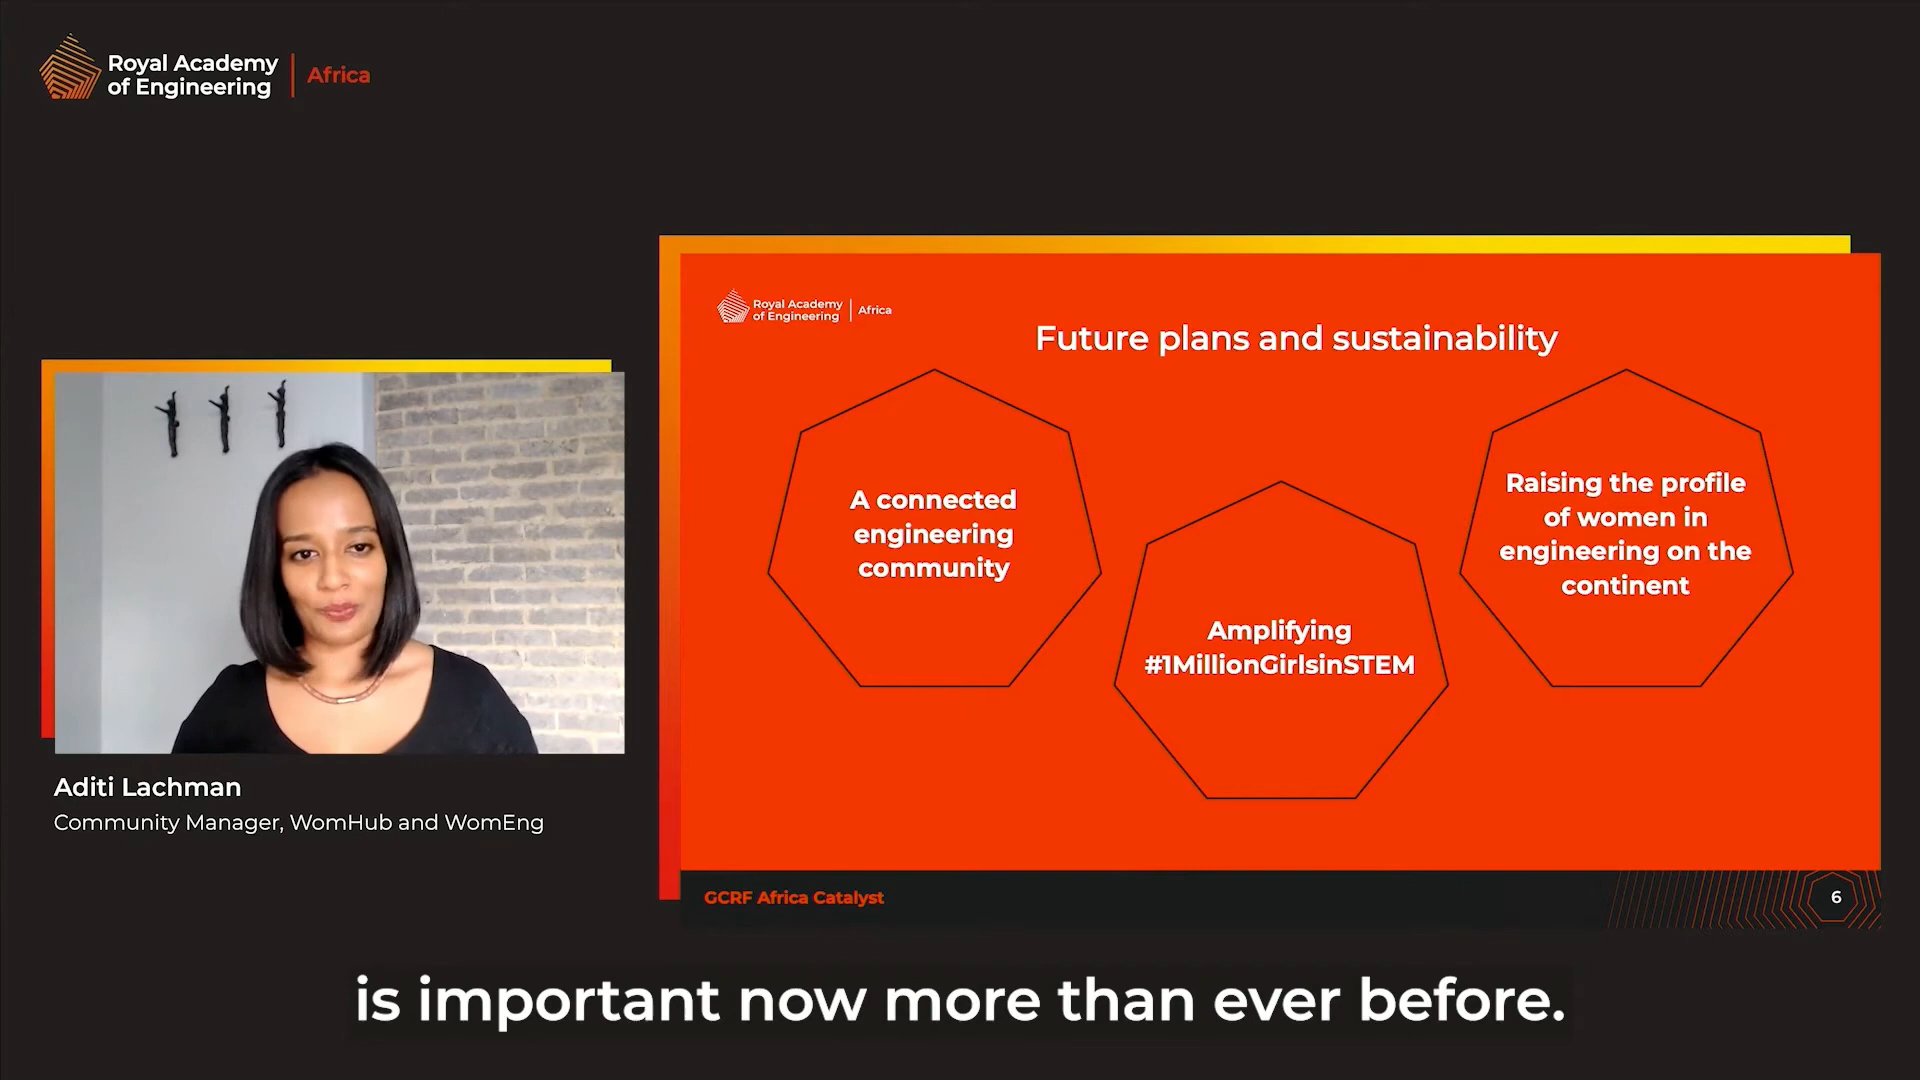 Royal Academy
of Engineering
Africa
Royal Academy
of Engineering
Africa
Future plans and sustainability
A connected
engineering
community
Amplifying
#1MillionGirlsinSTEM
Raising the profile
of women in
engineering on the
continent
Aditi Lachman
Community Manager, WomHub and WomEng
GCRF Africa Catalyst
6
is important now more than ever before.